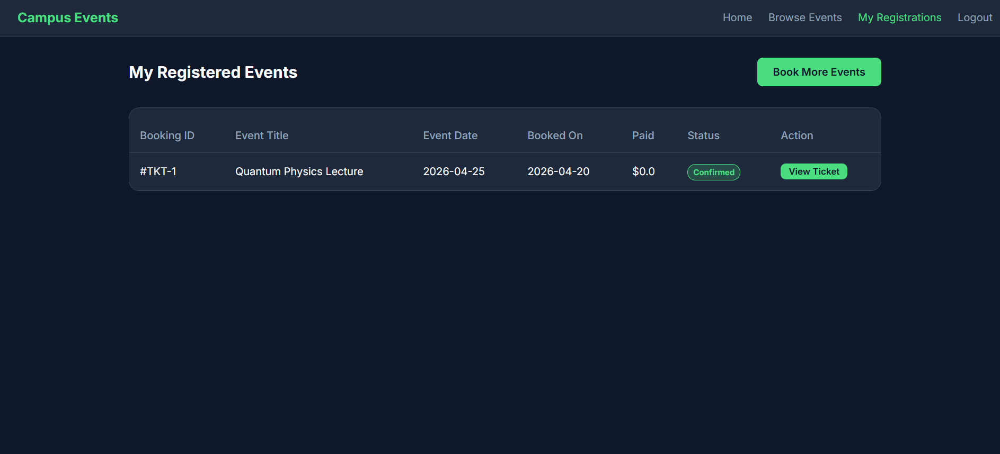 Campus Events Home Browse Events My Registrations Logout
My Registered Events Book More Events
Booking ID Event Title Event Date Booked On Paid Status Action
#TKT-1 Quantum Physics Lecture 2026-04-25 2026-04-20 $0.0 Confirmed View Ticket